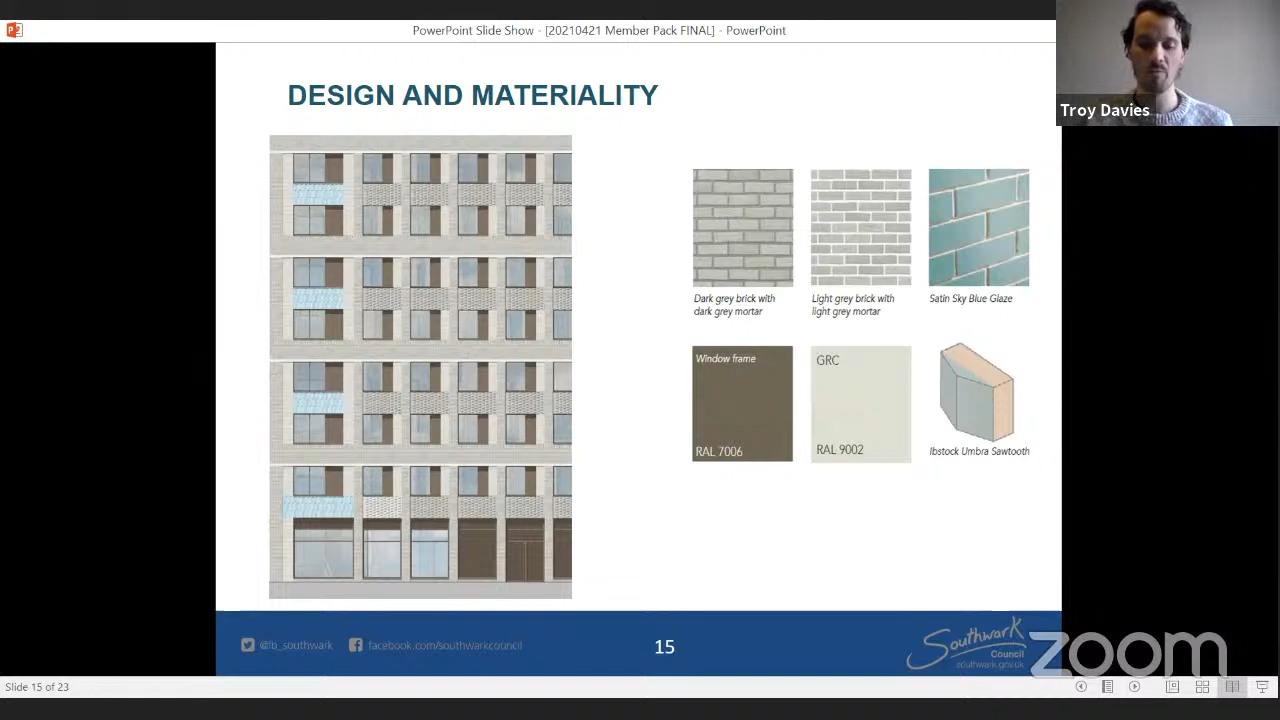 PowerPoint Slide Show - [20210421 Member Pack FINAL] - PowerPoint
Troy Davies
DESIGN AND MATERIALITY
Dark grey brick with
dark grey mortar
Light grey brick with
light grey mortar
Satin Sky Blue Glaze
Window frame
RAL 7006
GRC
RAL 9002
Ibstock Umbra Sawtooth
@lb_southwark
facebook.com/southwarkcouncil
15
Southwark
Council
southwark.gov.uk
zoom
Slide 15 of 23